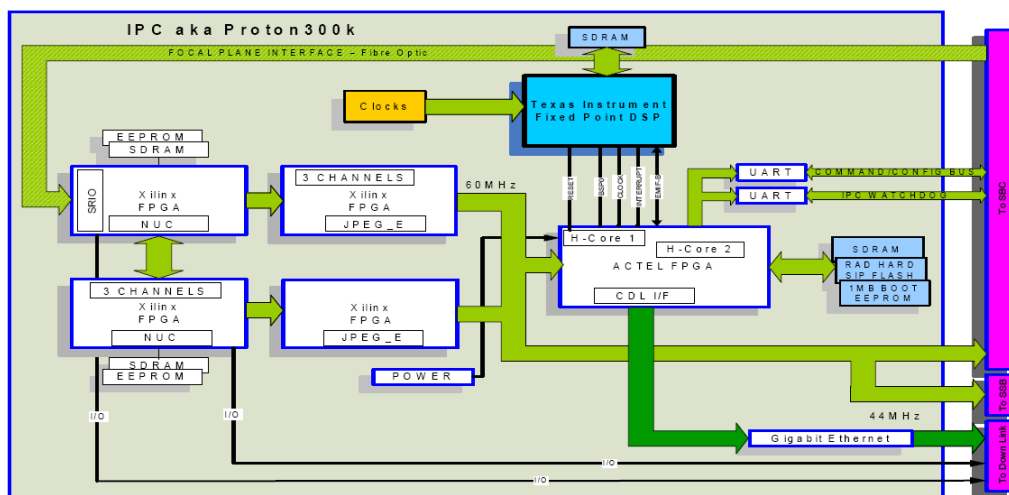 IPC aka Proton300k
SDRAM
FOCAL PLANE INTERFACE – Fibre Optic
Clocks
Texas Instrument
Fixed Point DSP
EEPROM
SDRAM
SRIO
Xilinx
FPGA
NUC
3 CHANNELS
Xilinx
FPGA
JPEG_E
60MHz
RESET
BSP0
CLOCK
INTERRUPT
EMIF-B
UART
COMMAND/CONFIG BUS
UART
IPC WATCHDOG
To SBC
H-Core 1
H-Core 2
ACTEL FPGA
CDL I/F
SDRAM
RAD HARD
SIP FLASH
1MB BOOT
EEPROM
3 CHANNELS
Xilinx
FPGA
NUC
Xilinx
FPGA
JPEG_E
SDRAM
EEPROM
POWER
I/O
I/O
To SSB
44MHz
Gigabit Ethernet
To Down Link
I/O
I/O